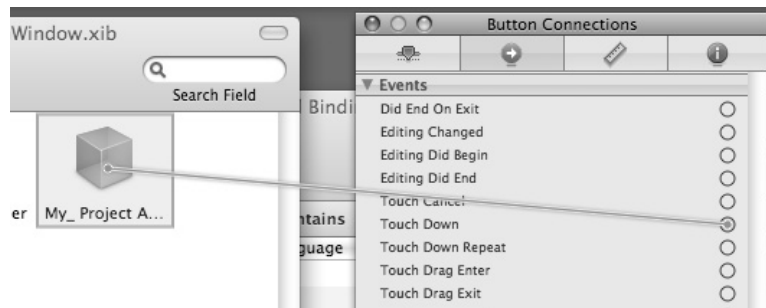 Window.xib
Search Field
er My_ Project A...
Bindi
ntains
guage
Button Connections
Events
Did End On Exit
Editing Changed
Editing Did Begin
Editing Did End
Touch Cancel
Touch Down
Touch Down Repeat
Touch Drag Enter
Touch Drag Exit